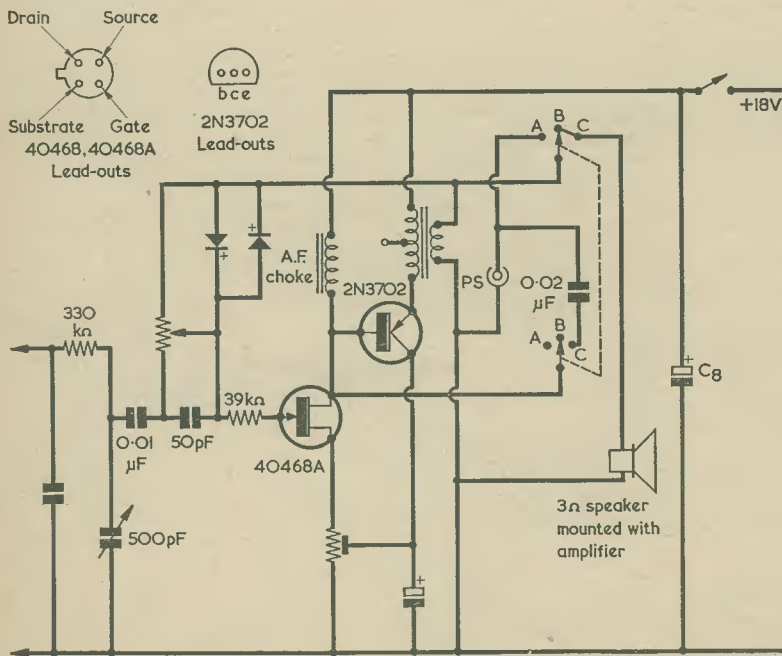 Drain
Source
Substrate
Gate
40468, 40468A
Lead-outs
b c e
2N3702
Lead-outs
+18V
A
B
C
A.F.
choke
2N3702
PS
0·02
μF
A
B
C
+
C8
330
kΩ
0·01
μF
50pF
39kΩ
40468A
500pF
+
+
+
3Ω speaker
mounted with
amplifier